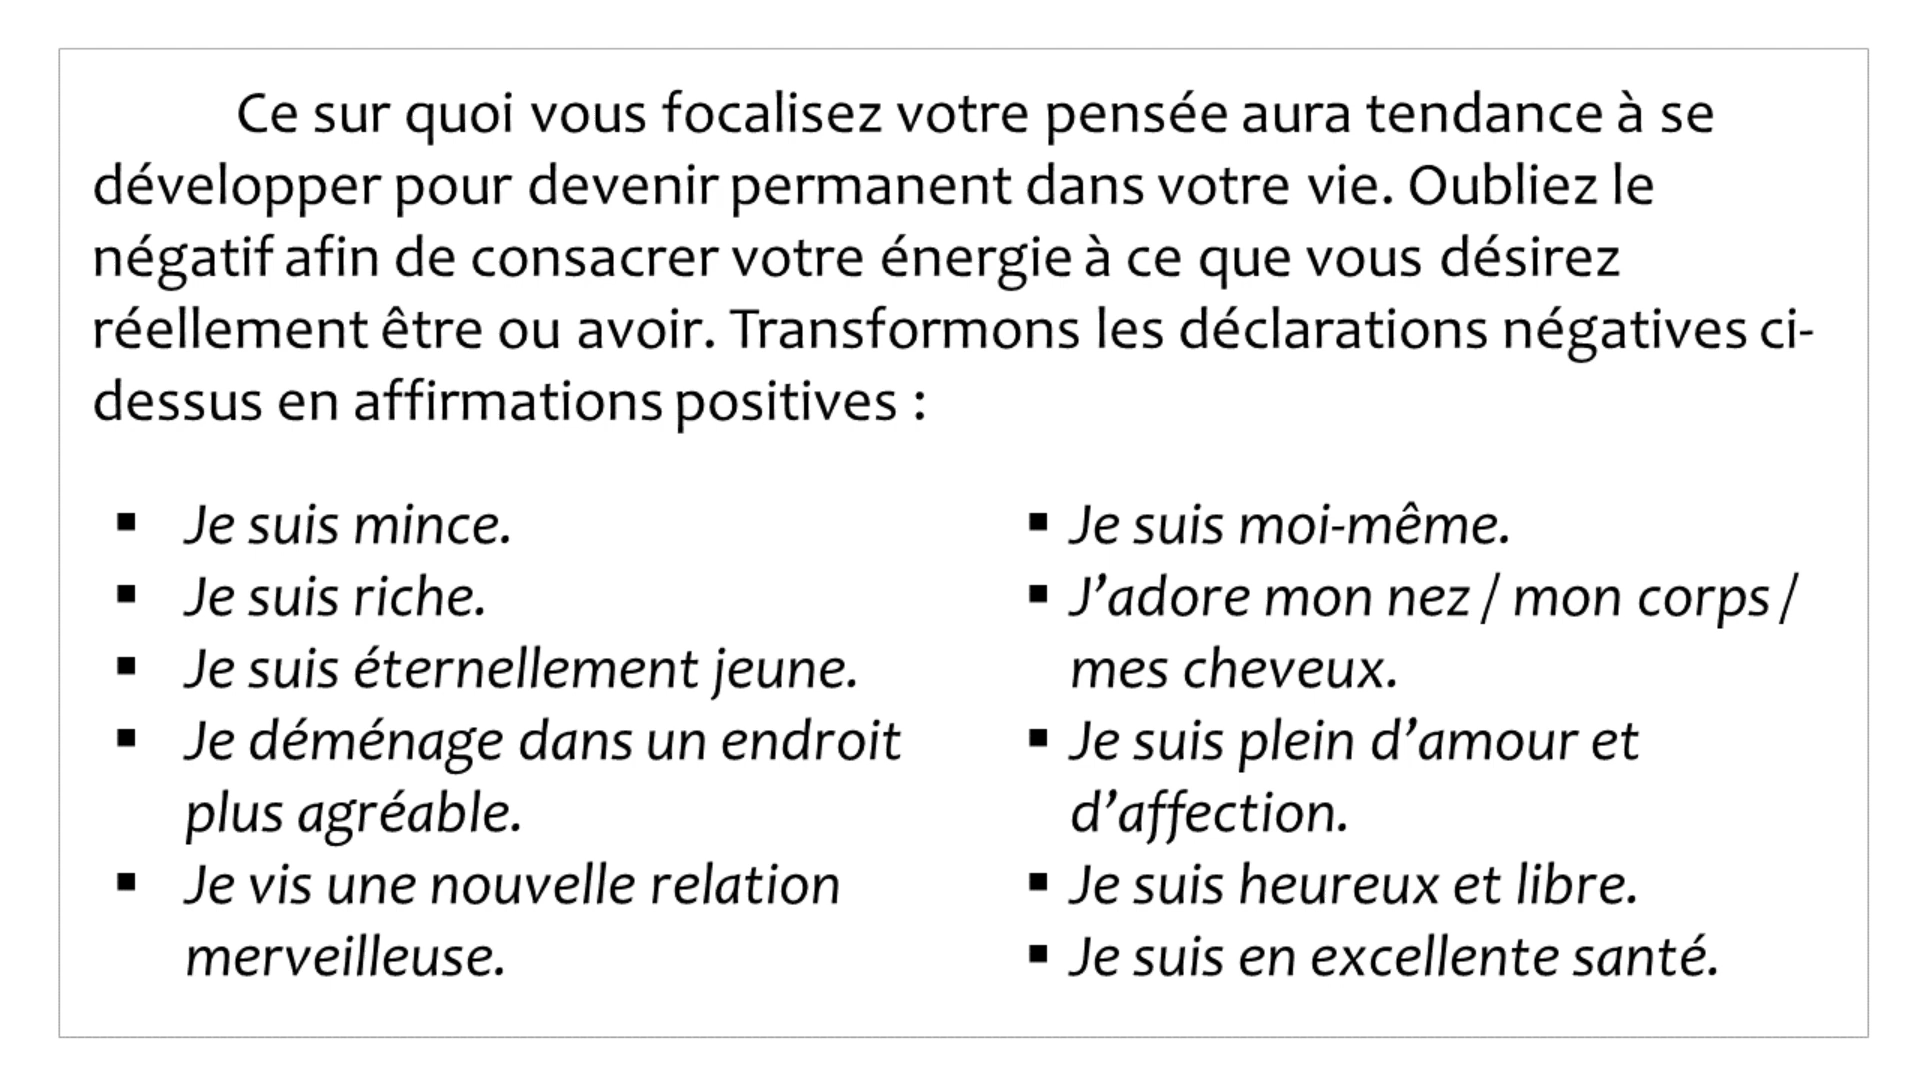 Ce sur quoi vous focalisez votre pensée aura tendance à se
développer pour devenir permanent dans votre vie. Oubliez le
négatif afin de consacrer votre énergie à ce que vous désirez
réellement être ou avoir. Transformons les déclarations négatives ci-
dessus en affirmations positives :
▪ Je suis mince.
▪ Je suis riche.
▪ Je suis éternellement jeune.
▪ Je déménage dans un endroit
plus agréable.
▪ Je vis une nouvelle relation
merveilleuse.
▪ Je suis moi-même.
▪ J’adore mon nez / mon corps /
mes cheveux.
▪ Je suis plein d’amour et
d’affection.
▪ Je suis heureux et libre.
▪ Je suis en excellente santé.